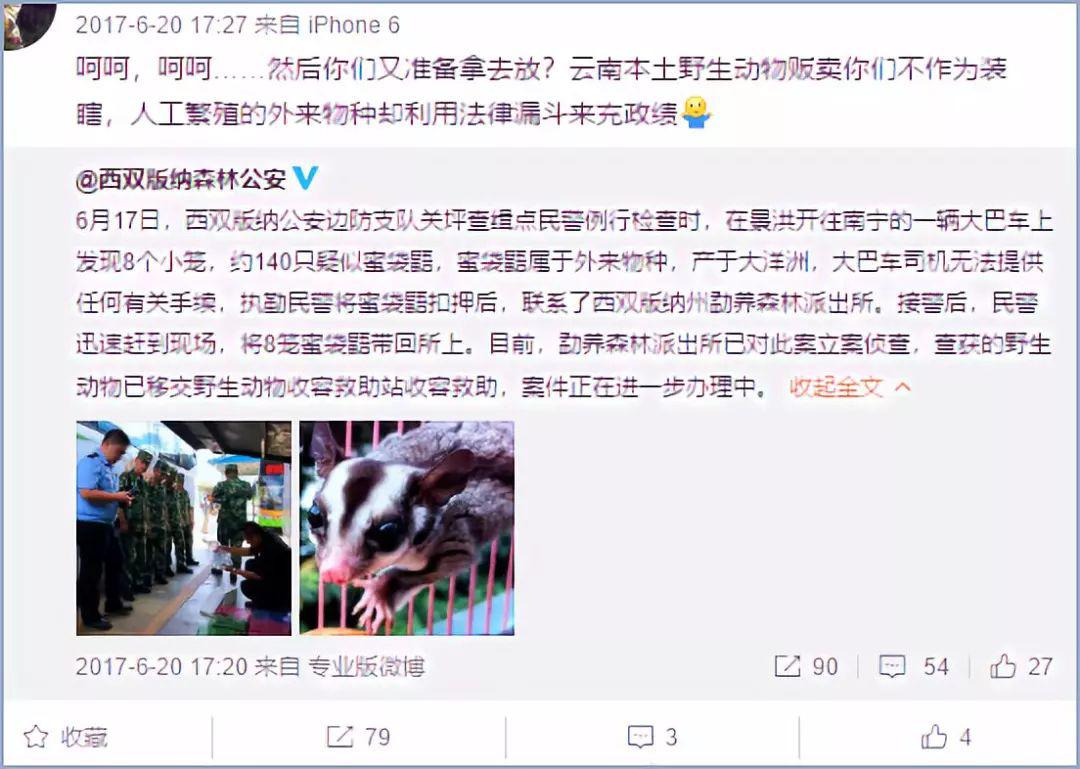 2017-6-20 17:27 来自 iPhone 6
呵呵，呵呵……然后你们又准备拿去放？云南本土野生动物贩卖你们不作为装
瞎，人工繁殖的外来物种却利用法律漏斗来充政绩🤷
@西双版纳森林公安
6月17日，西双版纳公安边防支队关坪查缉点民警例行检查时，在景洪开往南宁的一辆大巴车上
发现8个小笼，约140只疑似蜜袋鼯，蜜袋鼯属于外来物种，产于大洋洲，大巴车司机无法提供
任何有关手续，执勤民警将蜜袋鼯扣押后，联系了西双版纳州勐养森林派出所。接警后，民警
迅速赶到现场，将8笼蜜袋鼯带回所上。目前，勐养森林派出所已对此案立案侦查，查获的野生
动物已移交野生动物收容救助站收容救助，案件正在进一步办理中。 收起全文
2017-6-20 17:20 来自 专业版微博 90 54 27
收藏 79 3 4